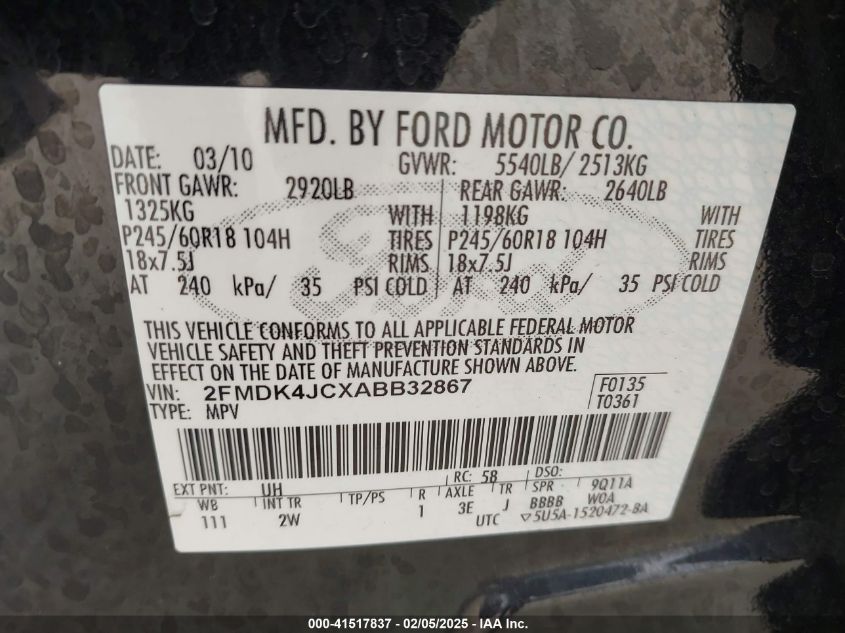 MFD. BY FORD MOTOR CO.
DATE: 03/10 GVWR: 5540LB/ 2513KG
FRONT GAWR: 2920LB REAR GAWR: 2640LB
1325KG WITH 1198KG WITH
P245/60R18 104H TIRES P245/60R18 104H TIRES
18x7.5J RIMS 18x7.5J RIMS
AT 240 kPa/ 35 PSI COLD AT 240 kPa/ 35 PSI COLD
Ford
THIS VEHICLE CONFORMS TO ALL APPLICABLE FEDERAL MOTOR
VEHICLE SAFETY AND THEFT PREVENTION STANDARDS IN
EFFECT ON THE DATE OF MANUFACTURE SHOWN ABOVE.
VIN: 2FMDK4JCXABB32867 F0135
TYPE: MPV T0361
EXT PNT: UH RC: 58 DSO:
WB INT TR TP/PS R AXLE TR SPR 9Q11A
111 2W 1 3E J BBBB WOA
UTC ▽5U5A-1520472-BA
000-41517837 - 02/05/2025 - IAA Inc.